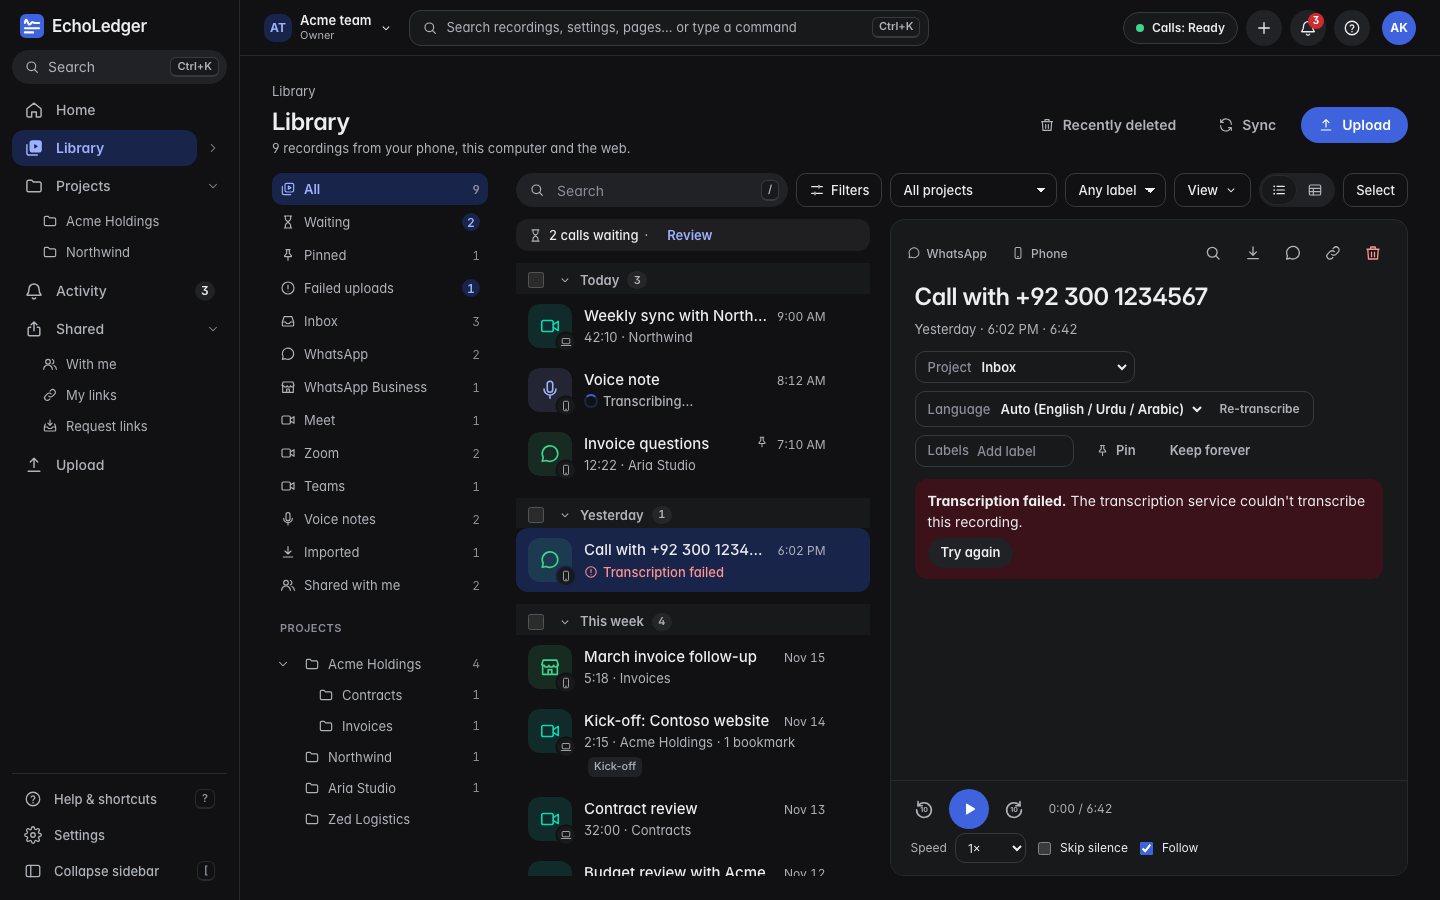 EchoLedger
Search Ctrl+K
Home
Library
Projects
Acme Holdings
Northwind
Activity 3
Shared
With me
My links
Request links
Upload
Help & shortcuts ?
Settings
Collapse sidebar [
AT Acme team
Owner
Search recordings, settings, pages... or type a command Ctrl+K
Calls: Ready
3
AK
Library
Library
9 recordings from your phone, this computer and the web.
Recently deleted
Sync
Upload
All 9
Waiting 2
Pinned 1
Failed uploads 1
Inbox 3
WhatsApp 2
WhatsApp Business 1
Meet 1
Zoom 2
Teams 1
Voice notes 2
Imported 1
Shared with me 2
PROJECTS
Acme Holdings 4
Contracts 1
Invoices 1
Northwind 1
Aria Studio 1
Zed Logistics
Search /
Filters
All projects
Any label
View
Select
2 calls waiting · Review
Today 3
Weekly sync with North... 9:00 AM
42:10 · Northwind
Voice note 8:12 AM
Transcribing...
Invoice questions 7:10 AM
12:22 · Aria Studio
Yesterday 1
Call with +92 300 1234... 6:02 PM
Transcription failed
This week 4
March invoice follow-up Nov 15
5:18 · Invoices
Kick-off: Contoso website Nov 14
2:15 · Acme Holdings · 1 bookmark
Kick-off
Contract review Nov 13
32:00 · Contracts
Budget review with Acme Nov 12
WhatsApp Phone
Call with +92 300 1234567
Yesterday · 6:02 PM · 6:42
Project Inbox
Language Auto (English / Urdu / Arabic) Re-transcribe
Labels Add label Pin Keep forever
Transcription failed. The transcription service couldn't transcribe
this recording.
Try again
10 10 0:00 / 6:42
Speed 1× Skip silence Follow